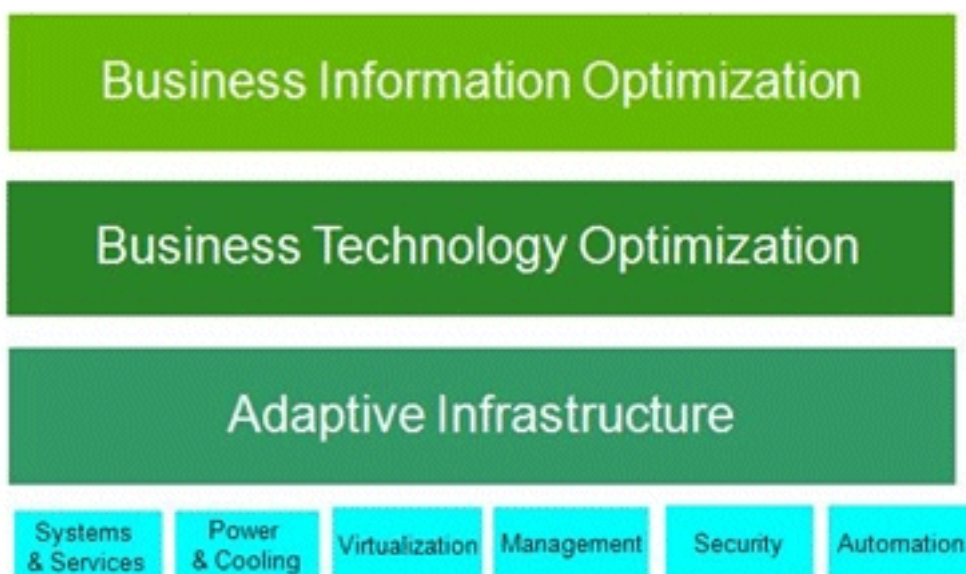 Business Information Optimization
Business Technology Optimization
Adaptive Infrastructure
Systems
& Services
Power
& Cooling
Virtualization
Management
Security
Automation